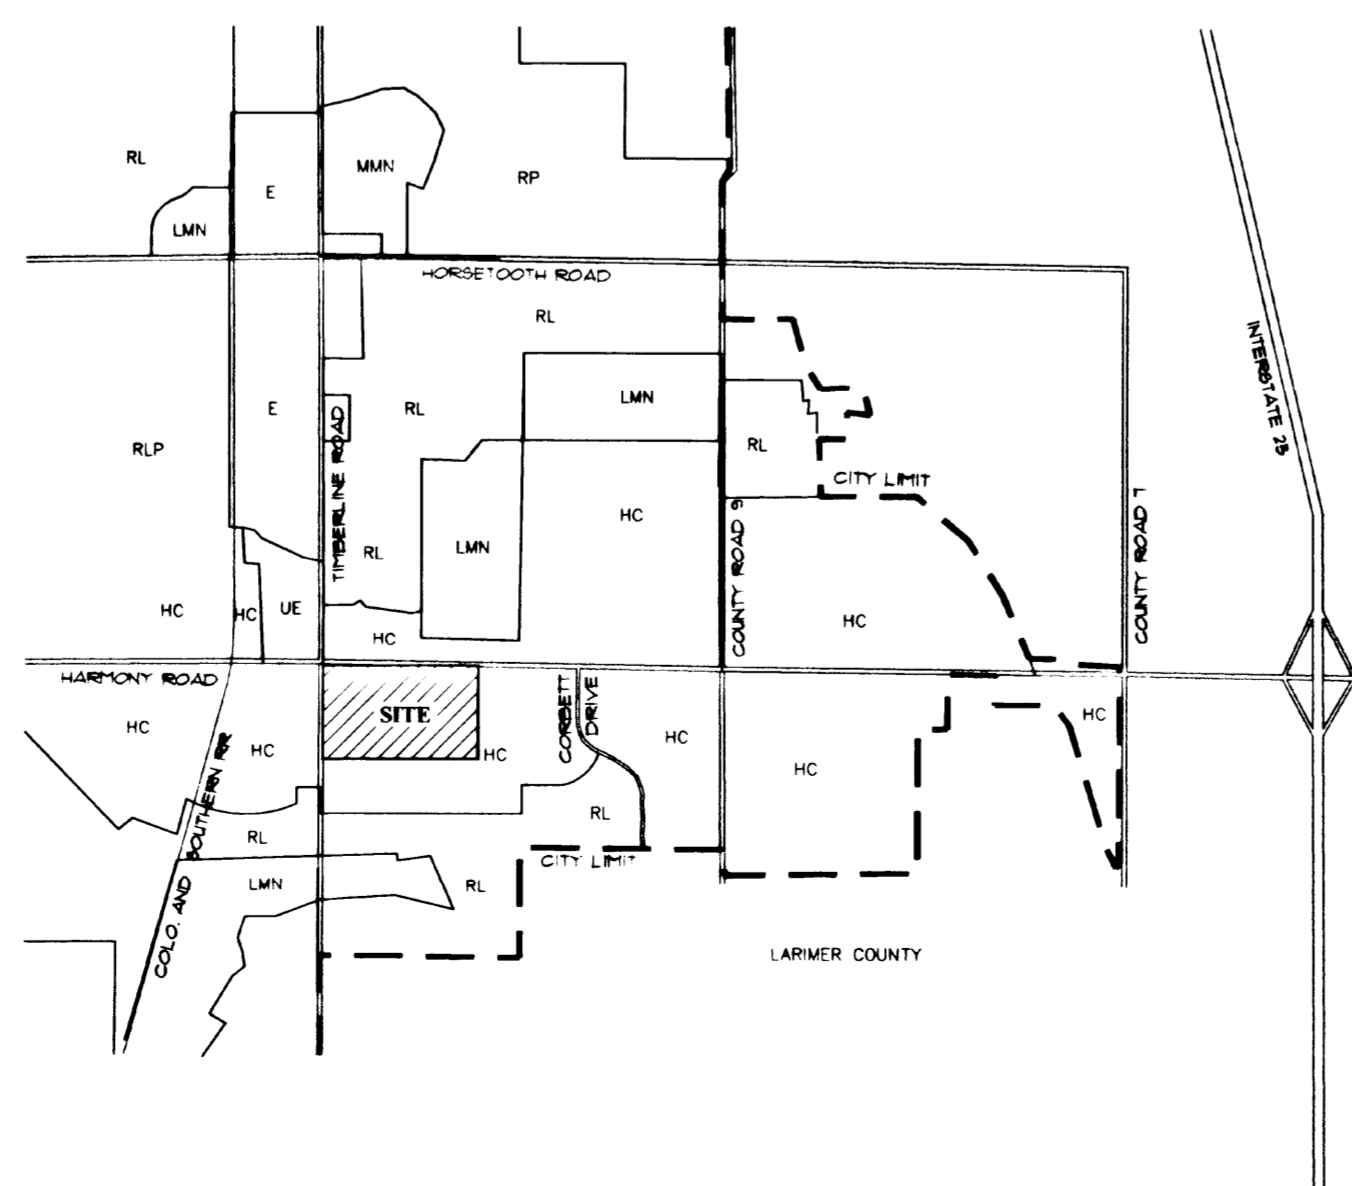 RL
E
MMN
RP
LMN
HORSETOOTH ROAD
RL
INTERSTATE 25
E
RL
LMN
RLP
TIMBERLINE ROAD
RL
CITY LIMIT
HC
COUNTY ROAD 9
COUNTY ROAD 7
RL
LMN
HC
HC
UE
HC
HC
HARMONY ROAD
SITE
CORBETT
DRIVE
HC
HC
HC
HC
HC
HC
COLO. AND SOUTHERN RR
RL
RL
CITY LIMIT
LMN
RL
LARIMER COUNTY